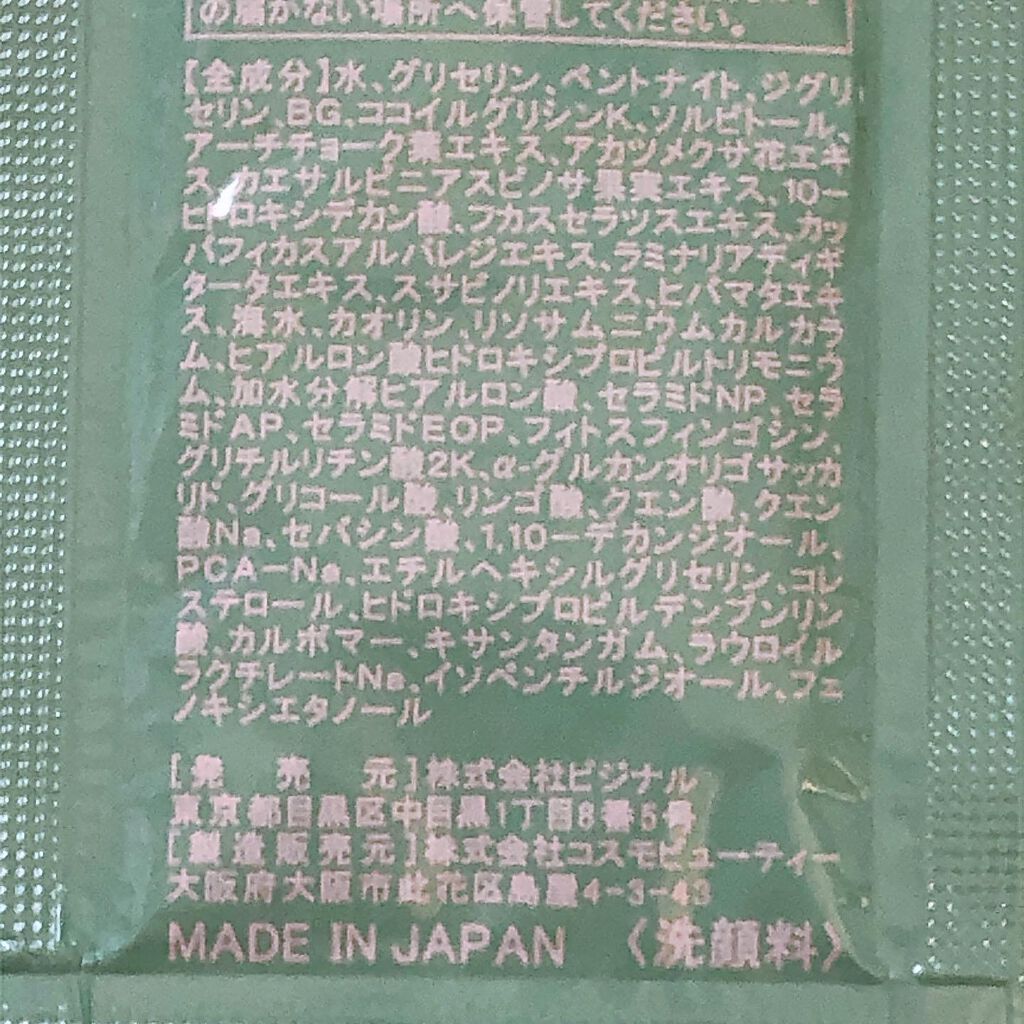 の届かない場所へ保管してください。
【全成分】水、グリセリン、ベントナイト、ジグリ
セリン、BG、ココイルグリシンK、ソルビトール、
アーチチョーク葉エキス、アカツメクサ花エキ
ス、カエサルピニアスピノサ果実エキス、10−
ヒドロキシデカン酸、フカスセラツスエキス、カッ
パフィカスアルバレジエキス、ラミナリアディギ
タータエキス、スサビノリエキス、ヒバマタエキ
ス、海水、カオリン、リゾサムニウムカルカラ
ム、ヒアルロン酸ヒドロキシプロピルトリモニウ
ム、加水分解ヒアルロン酸、セラミドNP、セラ
ミドAP、セラミドEOP、フィトスフィンゴシン、
グリチルリチン酸2K、α-グルカンオリゴサッカ
リド、グリコール酸、リンゴ酸、クエン酸、クエン
酸Na、セバシン酸、1,10−デカンジオール、
PCA−Na、エチルヘキシルグリセリン、コレ
ステロール、ヒドロキシプロピルデンプンリン
酸、カルボマー、キサンタンガム、ラウロイル
ラクチレートNa、イソペンチルジオール、フェ
ノキシエタノール
[発売元]株式会社ビジナル
東京都目黒区中目黒1丁目8番
[製造販売元]株式会社コスモビューティー
大阪府大阪市此花区島屋
MADE IN JAPAN 〈洗顔料〉